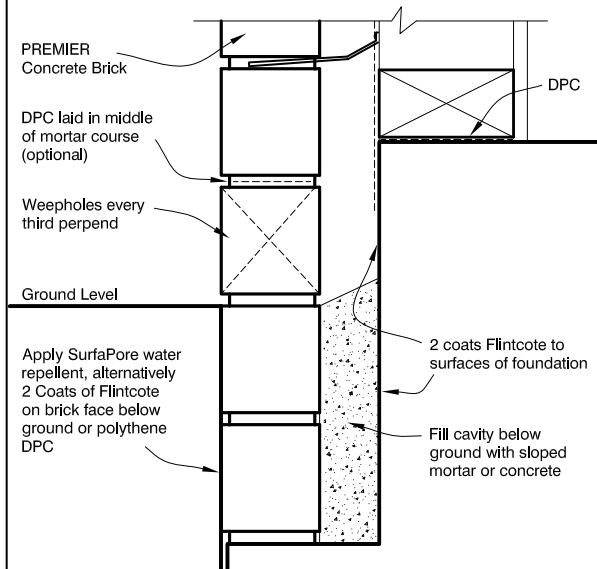 PREMIER
Concrete Brick
DPC
DPC laid in middle
of mortar course
(optional)
Weepholes every
third perpend
Ground Level
2 coats Flintcote to
surfaces of foundation
Apply SurfaPore water
repellent, alternatively
2 Coats of Flintcote
on brick face below
ground or polythene
DPC
Fill cavity below
ground with sloped
mortar or concrete